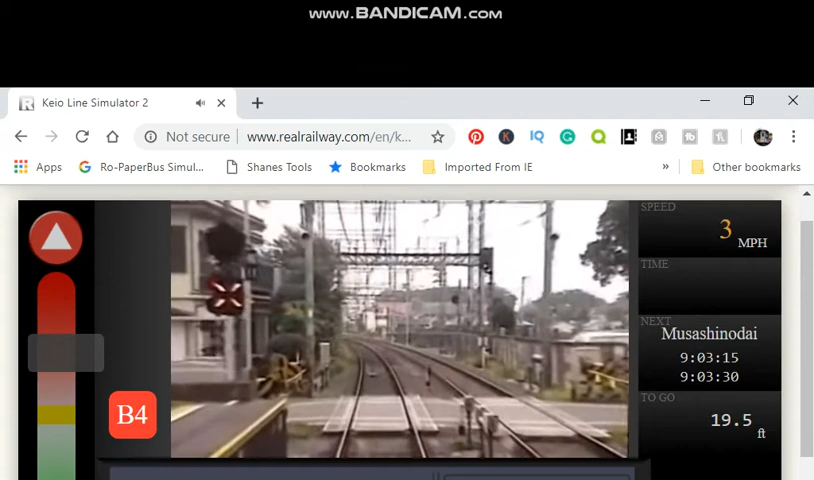 www.BANDICAM.com
Keio Line Simulator 2
Not secure
www.realrailway.com/en/k...
Apps
Ro-PaperBus Simul...
Shanes Tools
Bookmarks
Imported From IE
»
Other bookmarks
SPEED
3
MPH
TIME
NEXT
Musashinodai
9:03:15
9:03:30
TO GO
19.5
ft
B4